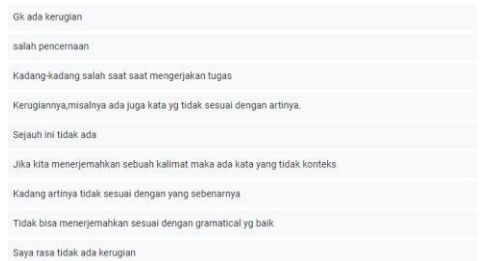 Gk ada kerugian
salah pencernaan
Kadang-kadang salah saat saat mengerjakan tugas
Kerugiannya,misalnya ada juga kata yg tidak sesuai dengan artinya.
Sejauh ini tidak ada
Jika kita menerjemahkan sebuah kalimat maka ada kata yang tidak konteks
Kadang artinya tidak sesuai dengan yang sebenarnya
Tidak bisa menerjemahkan sesuai dengan gramatical yg baik
Saya rasa tidak ada kerugian